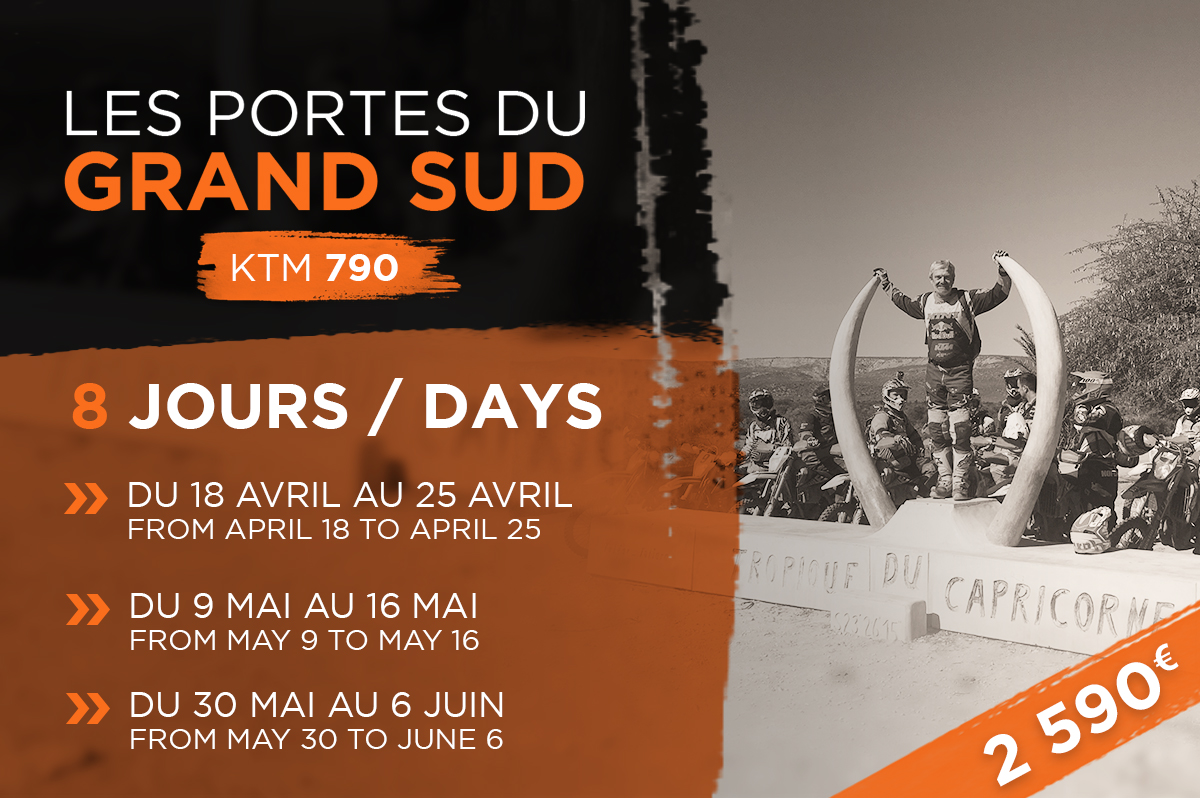 LES PORTES DU
GRAND SUD
KTM 790
8 JOURS / DAYS
DU 18 AVRIL AU 25 AVRIL
FROM APRIL 18 TO APRIL 25
DU 9 MAI AU 16 MAI
FROM MAY 9 TO MAY 16
DU 30 MAI AU 6 JUIN
FROM MAY 30 TO JUNE 6
DU CAPRICORNE
2 590€